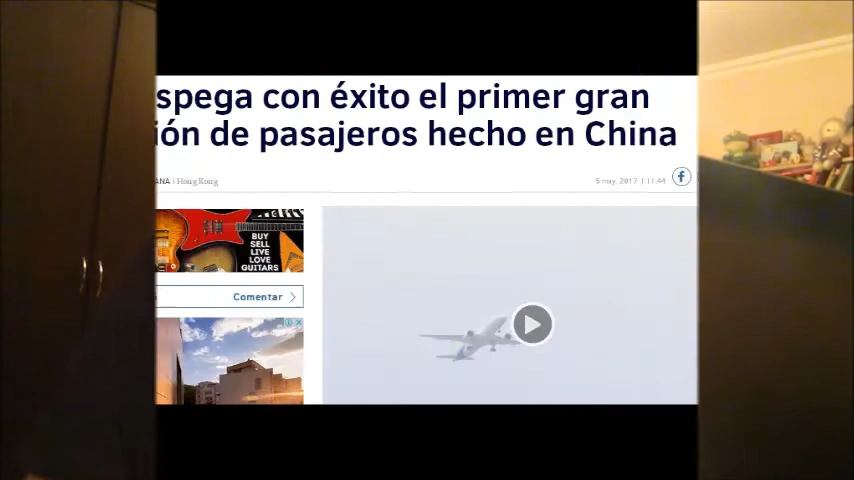 spega con éxito el primer gran
ión de pasajeros hecho en China
ANA | Hong Kong
5 may. 2017 | 11:44
f
BUY
SELL
LIVE
LOVE
GUITARS
Comentar